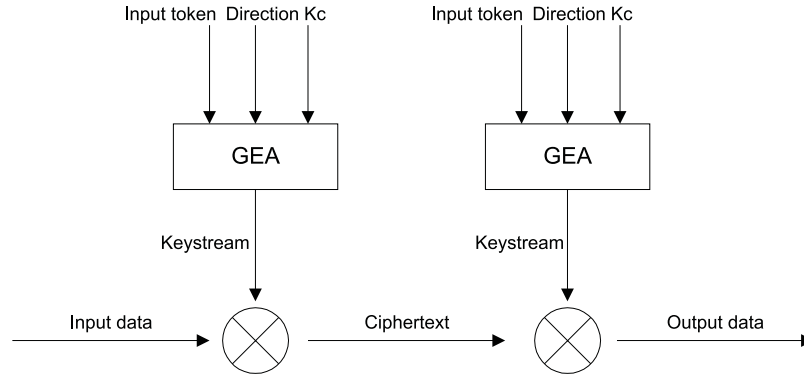 Input token Direction Kc
Input token Direction Kc
GEA
GEA
Keystream
Keystream
Input data
Ciphertext
Output data